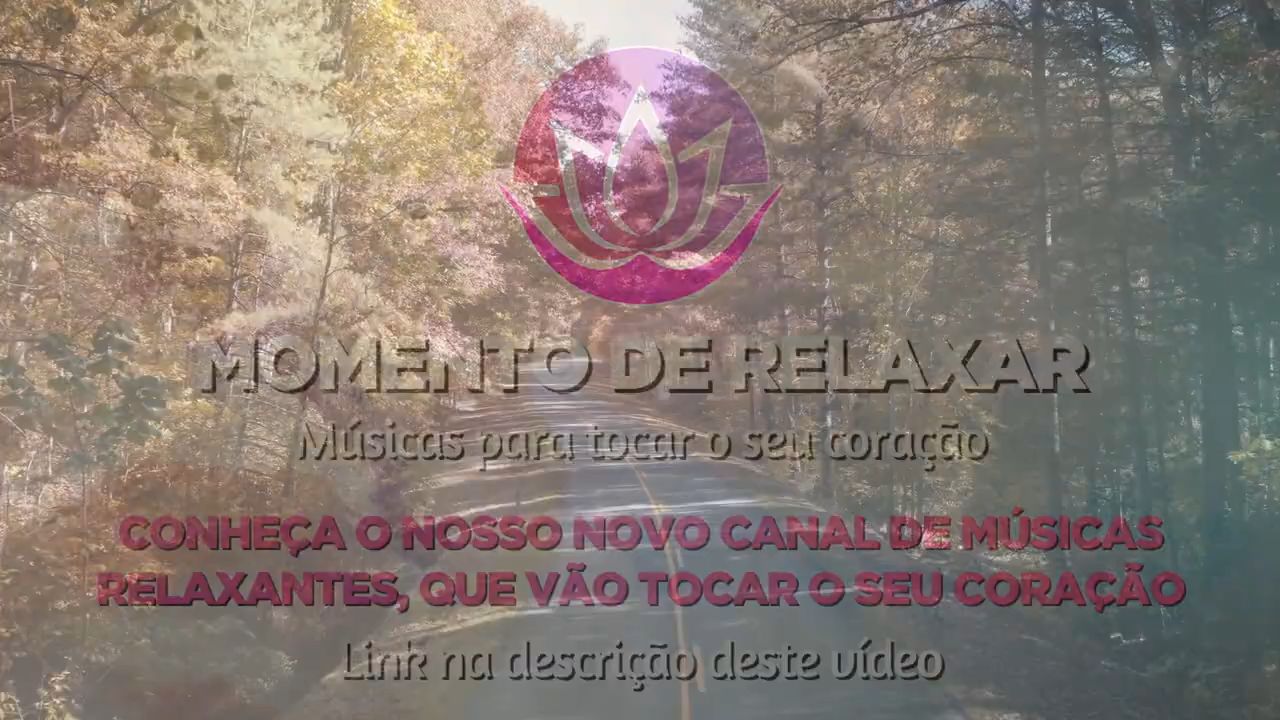 MOMENTO DE RELAXAR
Músicas para tocar o seu coração
CONHEÇA O NOSSO NOVO CANAL DE MÚSICAS
RELAXANTES, QUE VÃO TOCAR O SEU CORAÇÃO
Link na descrição deste vídeo